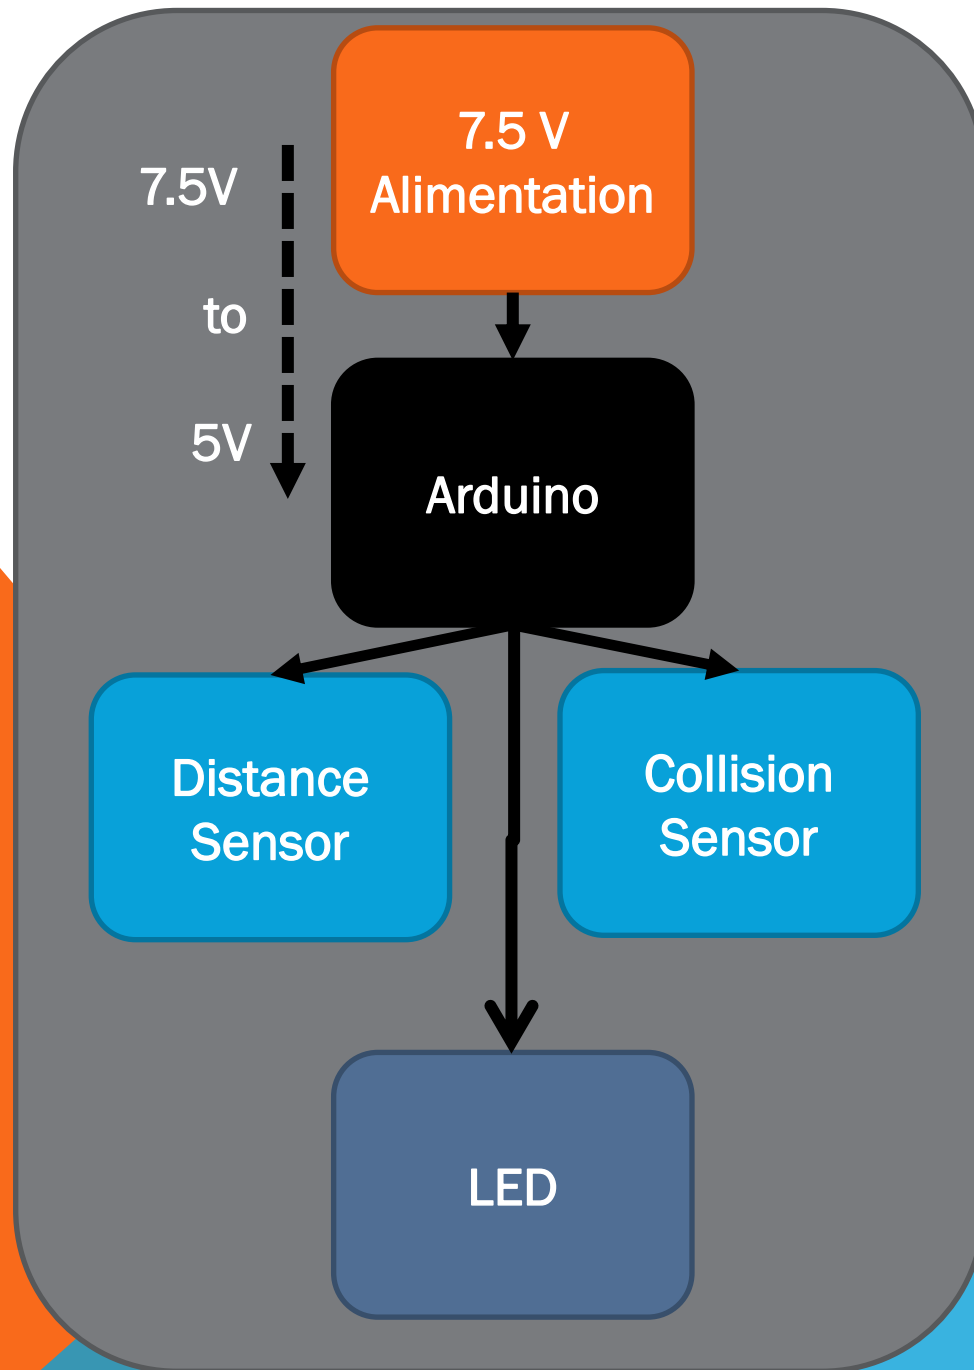 7.5 V
Alimentation
7.5V
to
5V
Arduino
Distance
Sensor
Collision
Sensor
LED